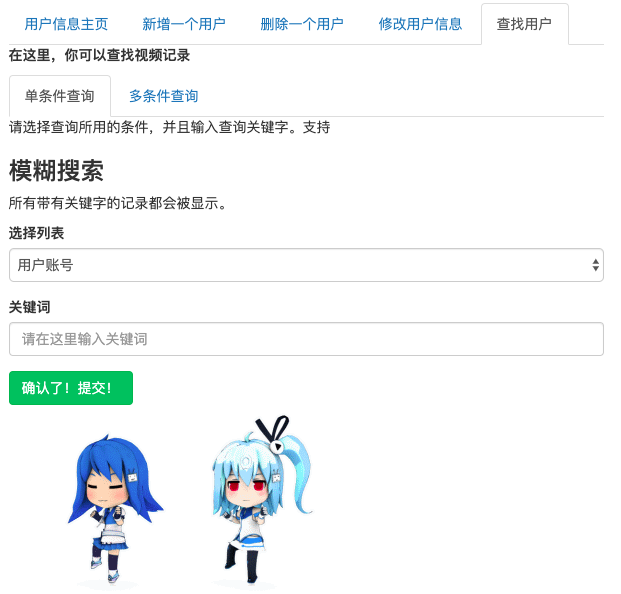 用户信息主页 新增一个用户 删除一个用户 修改用户信息 查找用户
在这里，你可以查找视频记录
单条件查询 多条件查询
请选择查询所用的条件，并且输入查询关键字。支持
模糊搜索
所有带有关键字的记录都会被显示。
选择列表
用户账号
关键词
请在这里输入关键词
确认了！提交！